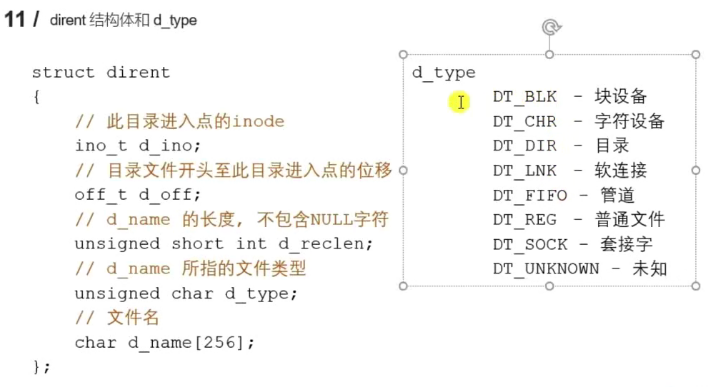 11 / dirent 结构体和 d_type
struct dirent
{
// 此目录进入点的inode
ino_t d_ino;
// 目录文件开头至此目录进入点的位移
off_t d_off;
// d_name 的长度, 不包含NULL字符
unsigned short int d_reclen;
// d_name 所指的文件类型
unsigned char d_type;
// 文件名
char d_name[256];
};
d_type
DT_BLK - 块设备
DT_CHR - 字符设备
DT_DIR - 目录
DT_LNK - 软连接
DT_FIFO - 管道
DT_REG - 普通文件
DT_SOCK - 套接字
DT_UNKNOWN - 未知